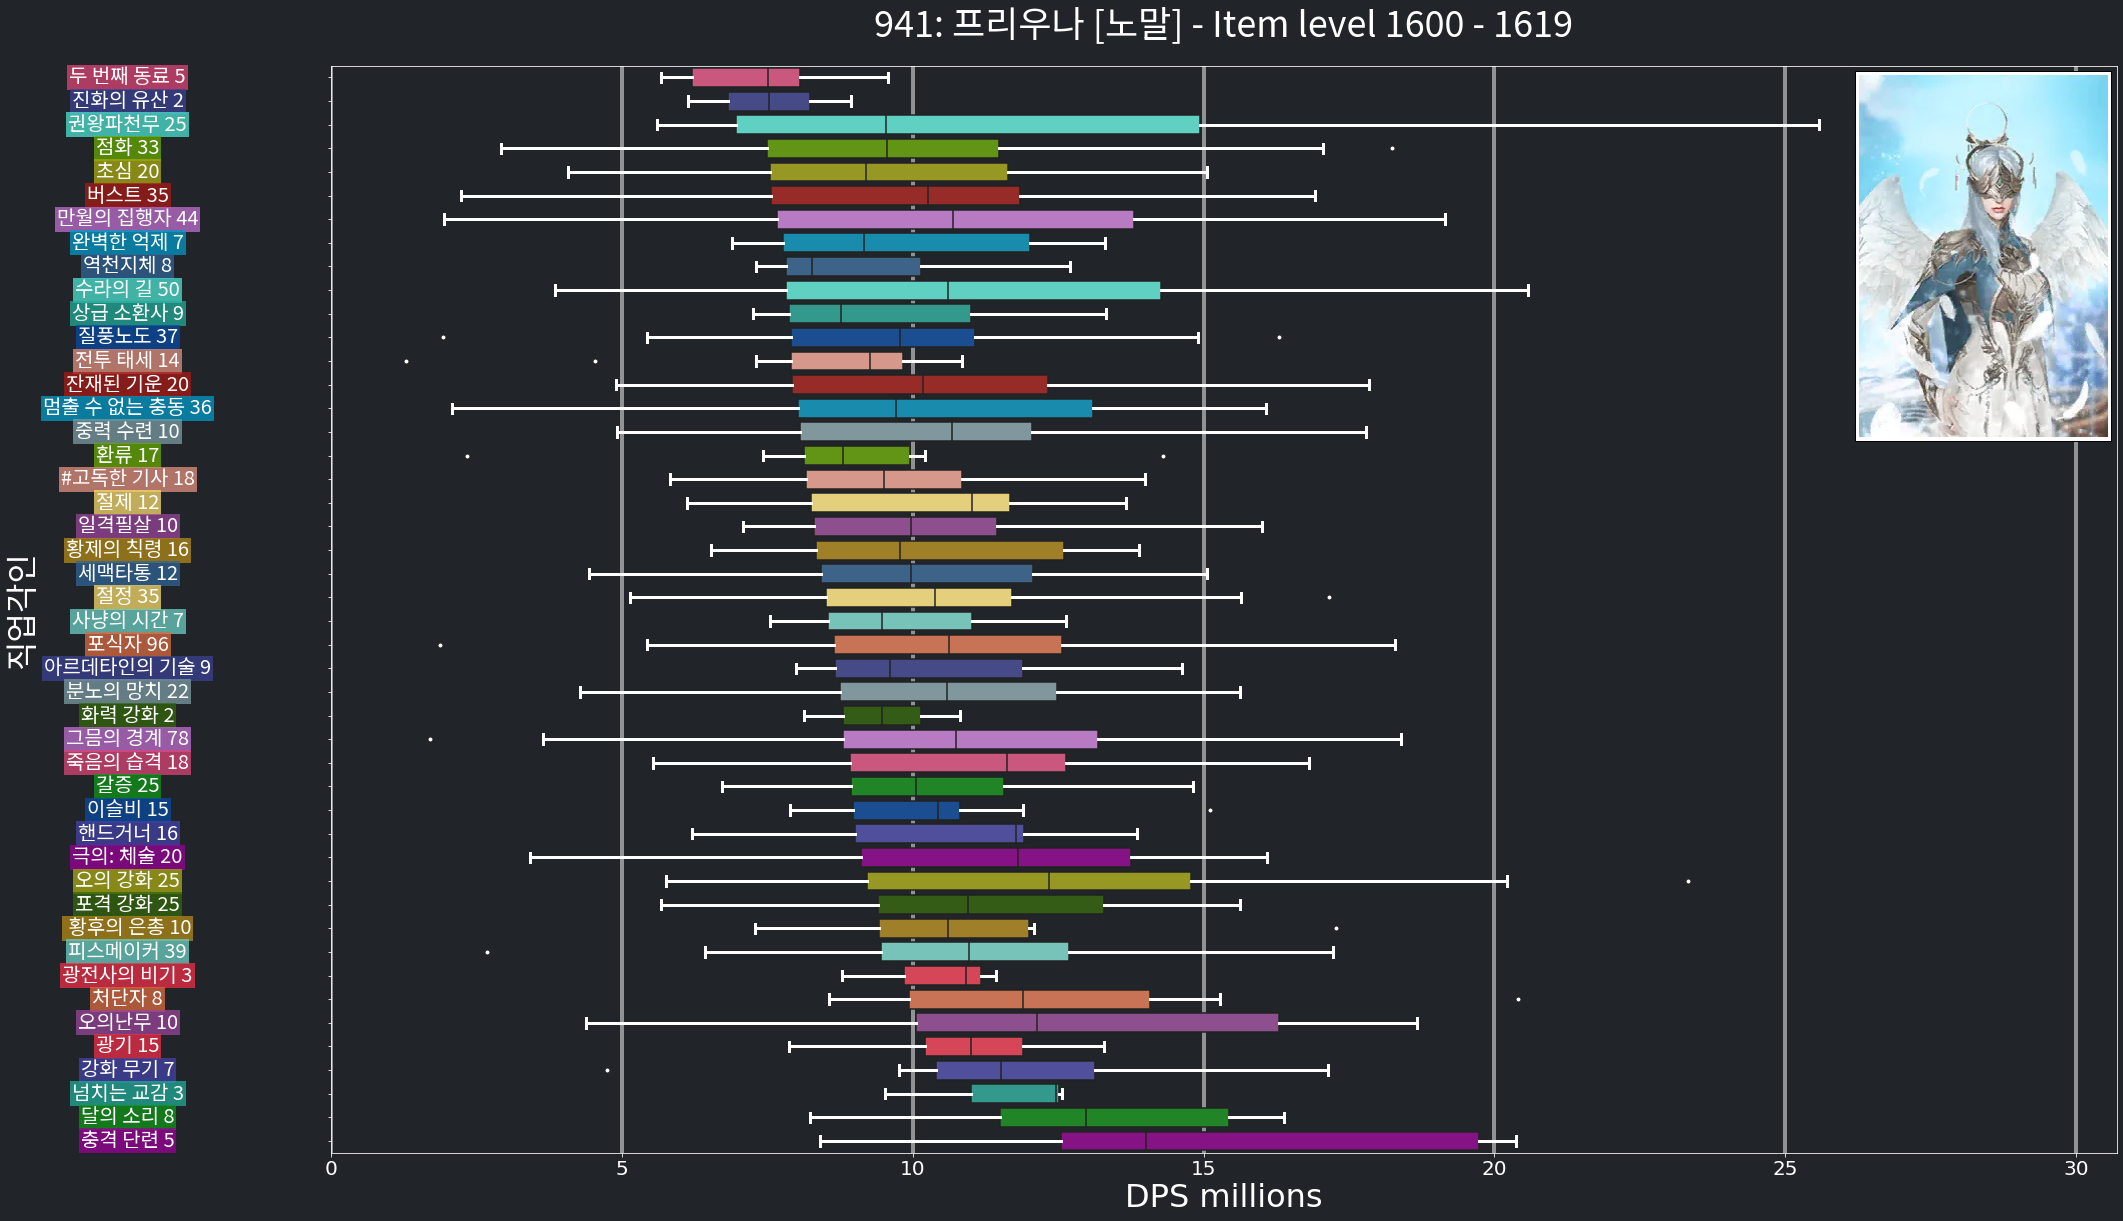 941: 프리우나 [노말] - Item level 1600 - 1619
직업각인
두 번째 동료 5
진화의 유산 2
권왕파천무 25
점화 33
초심 20
버스트 35
만월의 집행자 44
완벽한 억제 7
역천지체 8
수라의 길 50
상급 소환사 9
질풍노도 37
전투 태세 14
잔재된 기운 20
멈출 수 없는 충동 36
중력 수련 10
환류 17
#고독한 기사 18
절제 12
일격필살 10
황제의 칙령 16
세맥타통 12
절정 35
사냥의 시간 7
포식자 96
아르데타인의 기술 9
분노의 망치 22
화력 강화 2
그믐의 경계 78
죽음의 습격 18
갈증 25
이슬비 15
핸드거너 16
극의: 체술 20
오의 강화 25
포격 강화 25
황후의 은총 10
피스메이커 39
광전사의 비기 3
처단자 8
오의난무 10
광기 15
강화 무기 7
넘치는 교감 3
달의 소리 8
충격 단련 5
0 5 10 15 20 25 30
DPS millions